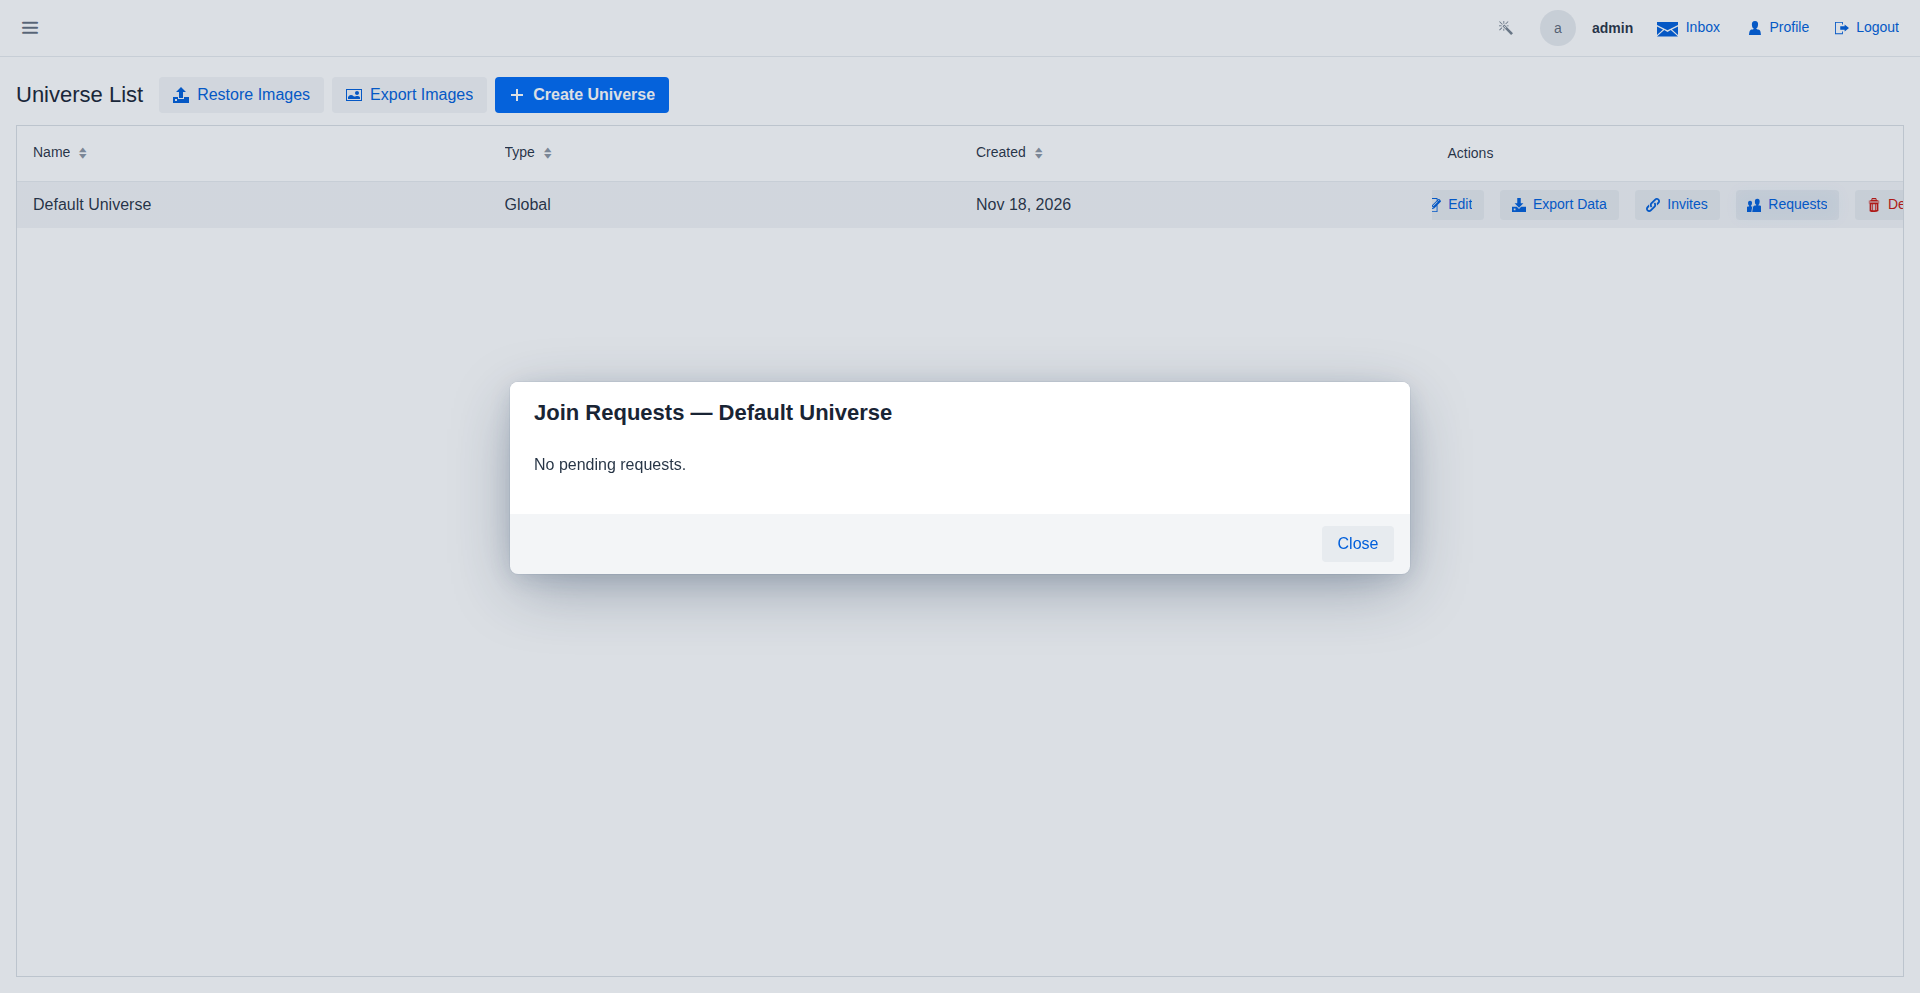 a admin Inbox Profile Logout
Universe List Restore Images Export Images Create Universe
Name Type Created Actions
Default Universe Global Nov 18, 2026 Edit Export Data Invites Requests De
Join Requests — Default Universe
No pending requests.
Close